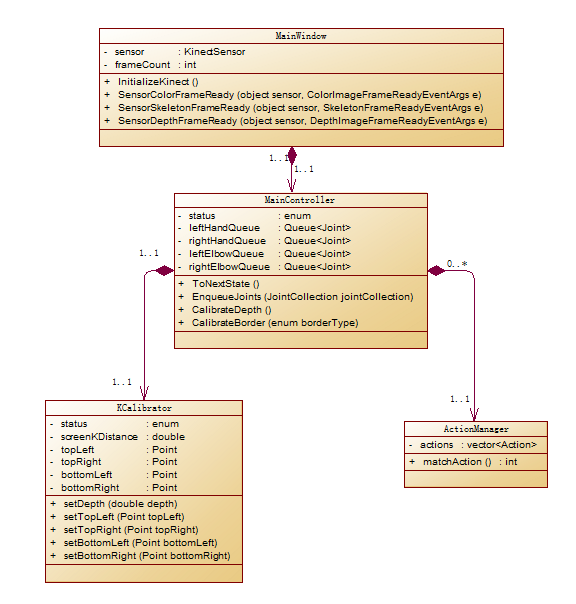 MainWindow
- sensor : KinectSensor
- frameCount : int
+ InitializeKinect ()
+ SensorColorFrameReady (object sensor, ColorImageFrameReadyEventArgs e)
+ SensorSkeletonFrameReady (object sensor, SkeletonFrameReadyEventArgs e)
+ SensorDepthFrameReady (object sensor, DepthImageFrameReadyEventArgs e)
1..1
1..1
MainController
- status : enum
- leftHandQueue : Queue<Joint>
- rightHandQueue : Queue<Joint>
- leftElbowQueue : Queue<Joint>
- rightElbowQueue : Queue<Joint>
+ ToNextState ()
+ EnqueueJoints (JointCollection jointCollection)
+ CalibrateDepth ()
+ CalibrateBorder (enum borderType)
1..1
0..*
1..1
1..1
KCalibrator
- status : enum
- screenKDistance : double
- topLeft : Point
- topRight : Point
- bottomLeft : Point
- bottomRight : Point
+ setDepth (double depth)
+ setTopLeft (Point topLeft)
+ setTopRight (Point topRight)
+ setBottomLeft (Point bottomLeft)
+ setBottomRight (Point bottomRight)
ActionManager
- actions : vector<Action>
+ matchAction () : int